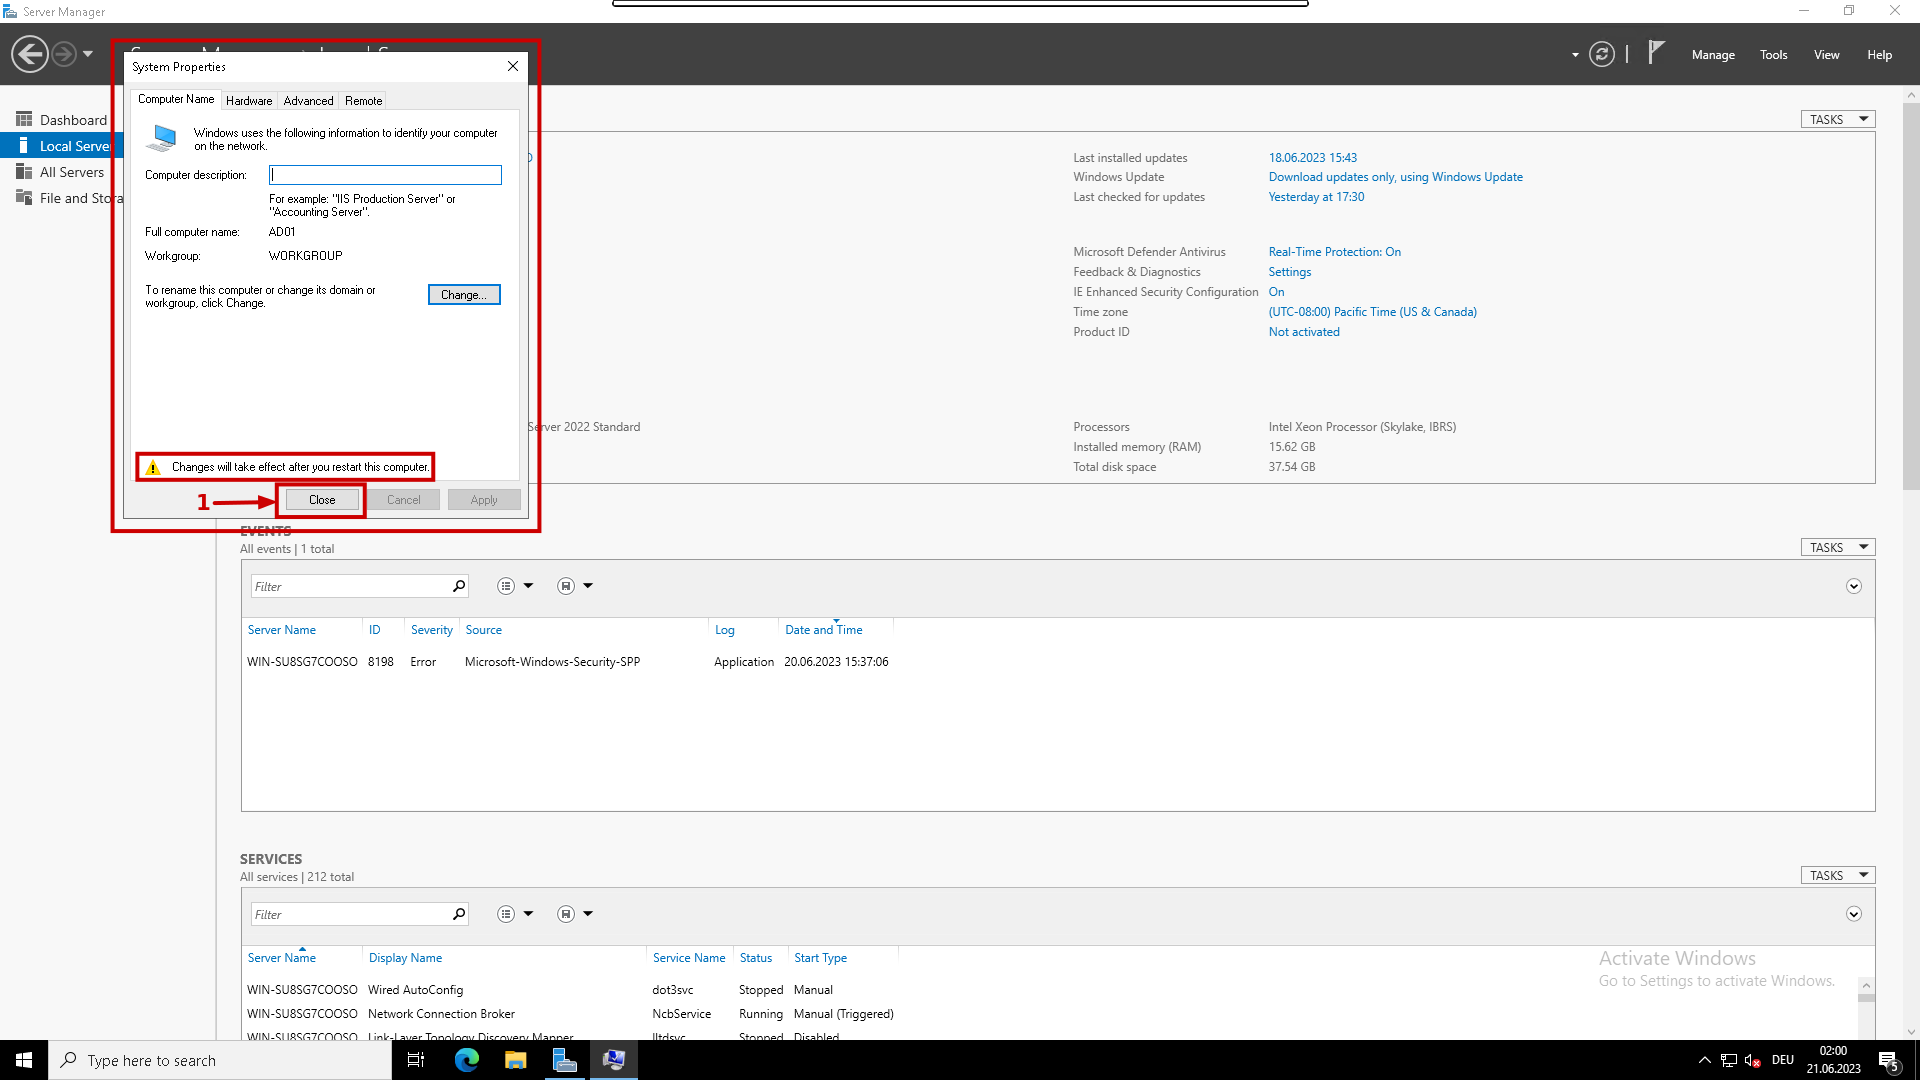 Server Manager
Manage
Tools
View
Help
System Properties
Computer Name
Hardware
Advanced
Remote
Windows uses the following information to identify your computer
on the network.
Computer description:
For example: "IIS Production Server" or
"Accounting Server".
Full computer name:
AD01
Workgroup:
WORKGROUP
To rename this computer or change its domain or
workgroup, click Change.
Change...
Changes will take effect after you restart this computer.
1
Close
Cancel
Apply
Dashboard
Local Server
All Servers
File and Stora
TASKS
Last installed updates
18.06.2023 15:43
Windows Update
Download updates only, using Windows Update
Last checked for updates
Yesterday at 17:30
Microsoft Defender Antivirus
Real-Time Protection: On
Feedback & Diagnostics
Settings
IE Enhanced Security Configuration
On
Time zone
(UTC-08:00) Pacific Time (US & Canada)
Product ID
Not activated
Server 2022 Standard
Processors
Intel Xeon Processor (Skylake, IBRS)
Installed memory (RAM)
15.62 GB
Total disk space
37.54 GB
EVENTS
All events | 1 total
TASKS
Filter
Server Name
ID
Severity
Source
Log
Date and Time
WIN-SU8SG7COOSO
8198
Error
Microsoft-Windows-Security-SPP
Application
20.06.2023 15:37:06
SERVICES
All services | 212 total
TASKS
Filter
Server Name
Display Name
Service Name
Status
Start Type
WIN-SU8SG7COOSO
Wired AutoConfig
dot3svc
Stopped
Manual
WIN-SU8SG7COOSO
Network Connection Broker
NcbService
Running
Manual (Triggered)
WIN-SU8SG7COOSO
Link-Layer Topology Discovery Mapper
lltdsvc
Stopped
Disabled
Activate Windows
Go to Settings to activate Windows.
Type here to search
DEU
02:00
21.06.2023
5